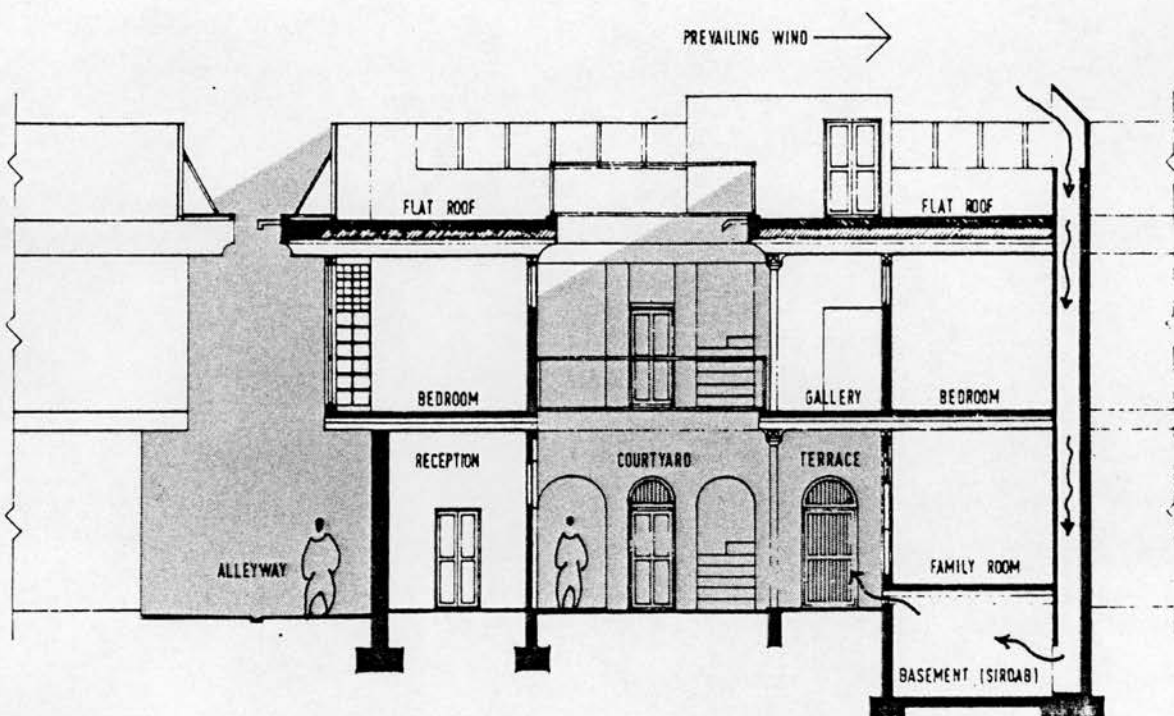 PREVAILING WIND
FLAT ROOF
FLAT ROOF
BEDROOM
GALLERY
BEDROOM
RECEPTION
COURTYARD
TERRACE
ALLEYWAY
FAMILY ROOM
BASEMENT (SIRDAB)